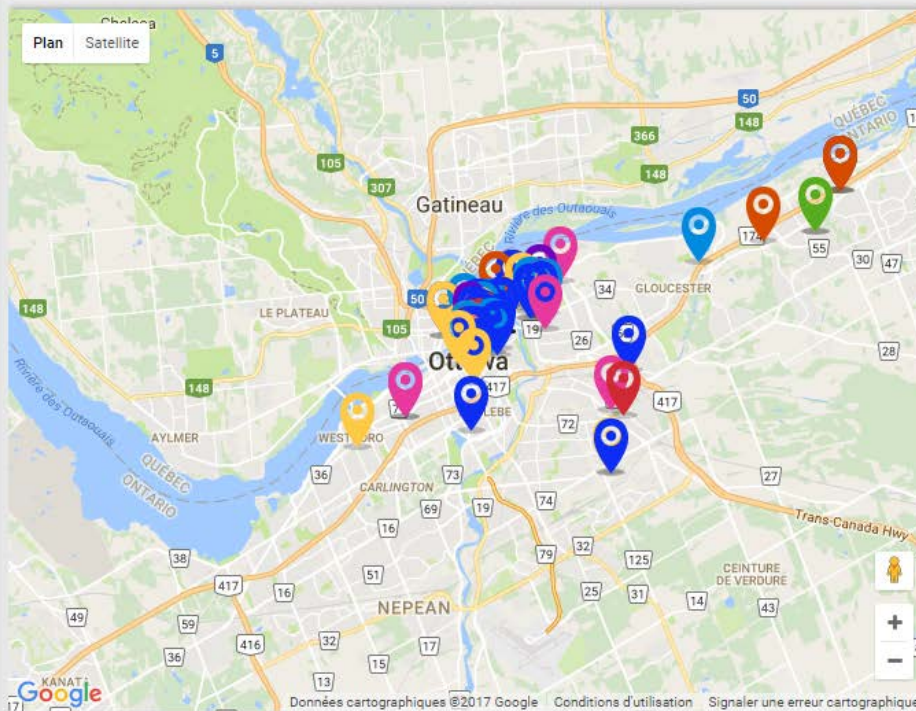 Chelsea
Plan Satellite
5
50
148
366
QUÉBEC
ONTARIO
105
148
307
Gatineau
Rivière des Outaouais
174
55
30
47
QUÉBEC
34
GLOUCESTER
50
148
LE PLATEAU
105
19
26
28
Ottawa
417
148
417
72
AYLMER
WESTBORO
36
CARLINGTON
73
27
QUÉBEC
ONTARIO
Rivière des Outaouais
69
19
74
16
Trans-Canada Hwy
38
32
79
125
CEINTURE
DE VERDURE
51
417
16
25
31
14
43
NEPEAN
49
59
416
32
17
36
15
13
KANAT
17
Google
Données cartographiques ©2017 Google Conditions d'utilisation Signaler une erreur cartographique
+
−